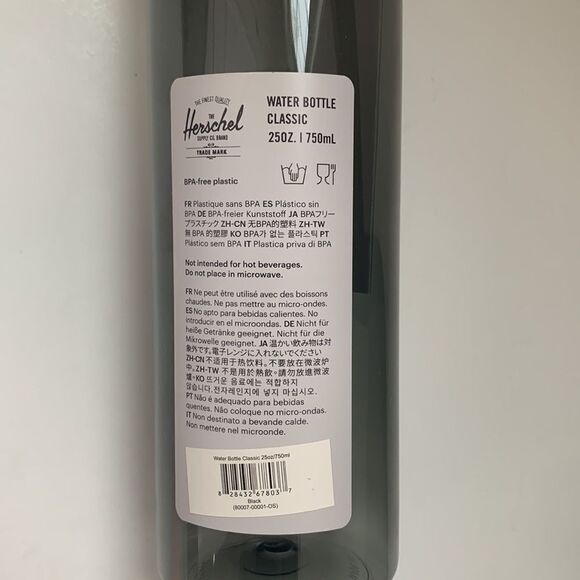 THE FINEST QUALITY
THE
Herschel
SUPPLY CO. BRAND
TRADE MARK
WATER BOTTLE
CLASSIC
25OZ. | 750mL
BPA-free plastic
FR Plastique sans BPA ES Plástico sin
BPA DE BPA-freier Kunststoff JA BPAフリー
プラスチック ZH-CN 无BPA的塑料 ZH-TW
無 BPA 的塑膠 KO BPA가 없는 플라스틱 PT
Plástico sem BPA IT Plastica priva di BPA
Not intended for hot beverages.
Do not place in microwave.
FR Ne peut être utilisé avec des boissons
chaudes. Ne pas mettre au micro-ondes.
ES No apto para bebidas calientes. No
introducir en el microondas. DE Nicht für
heiße Getränke geeignet. Nicht für die
Mikrowelle geeignet. JA 温かい飲み物は対
象外です。電子レンジに入れないでください
ZH-CN 不适用于热饮料。不要放在微波炉
中。ZH-TW 不是用於熱飲。請勿放進微波
爐。KO 뜨거운 음료에는 적합하지
않습니다. 전자레인지에 넣지 마십시오.
PT Não é adequado para bebidas
quentes. Não coloque no micro-ondas.
IT Non destinato a bevande calde.
Non mettere nel microonde.
Water Bottle Classic 25oz/750ml
8 28432 67803 7
Black
(80007-00001-OS)